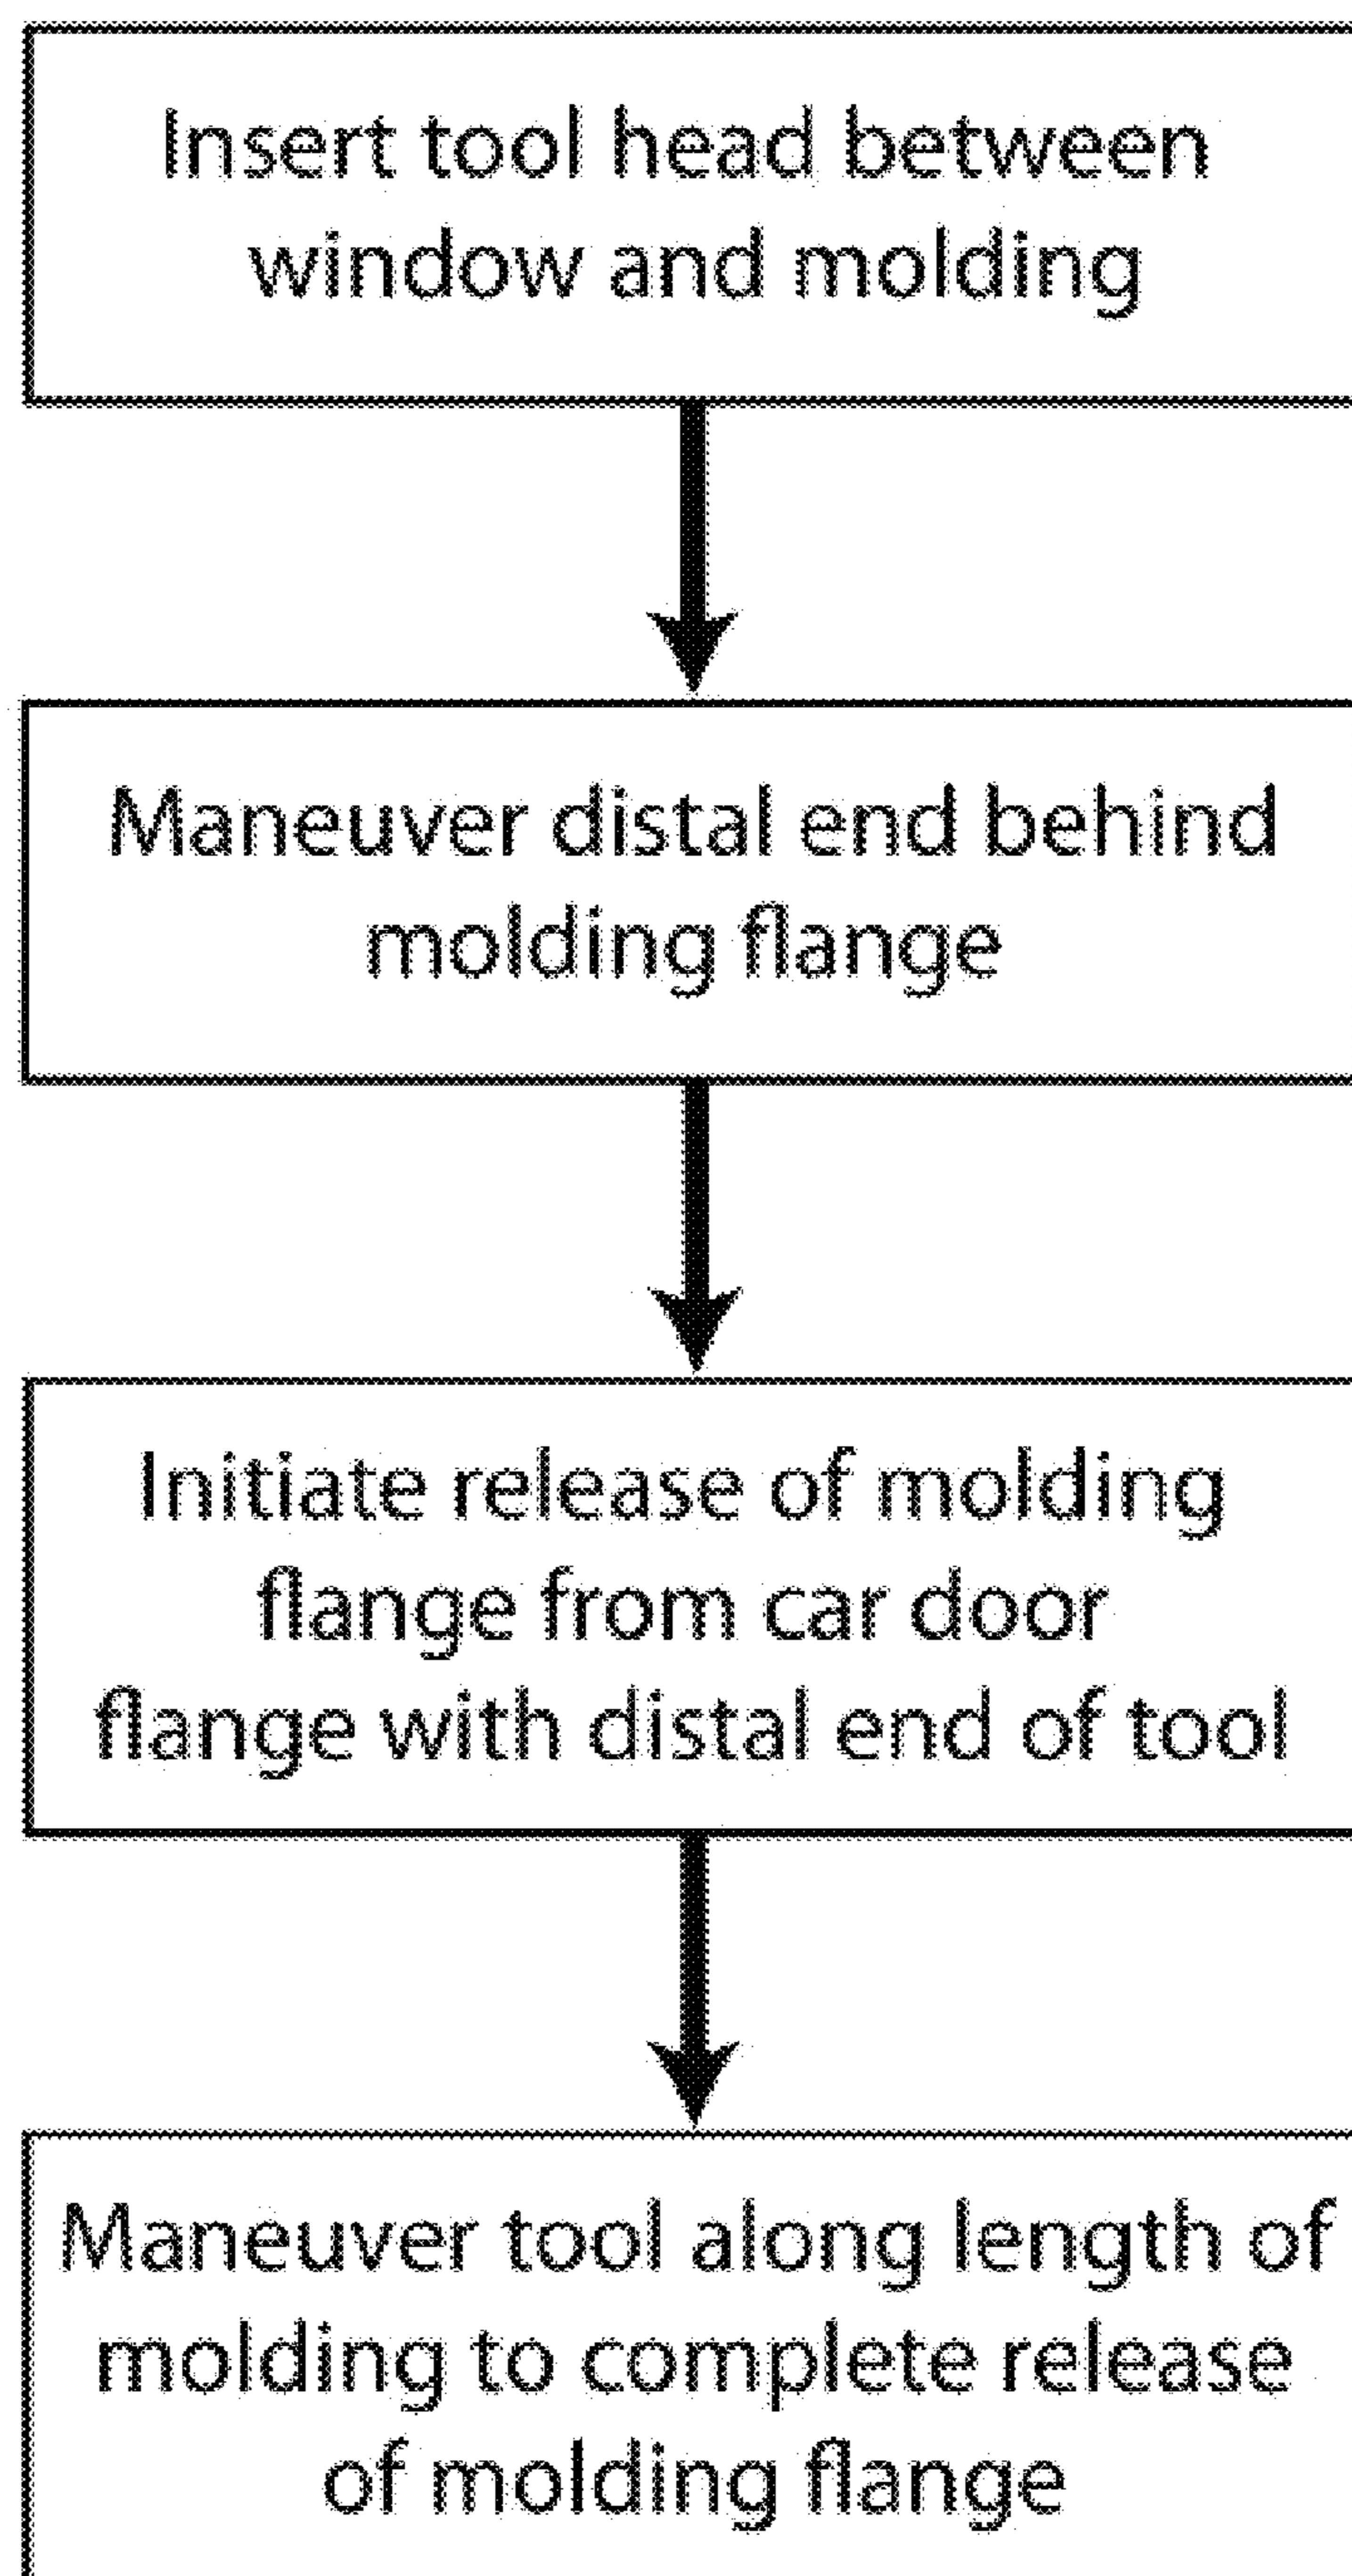 Insert tool head between
window and molding
Maneuver distal end behind
molding flange
Initiate release of molding
flange from car door
flange with distal end of tool
Maneuver tool along length of
molding to complete release
of molding flange